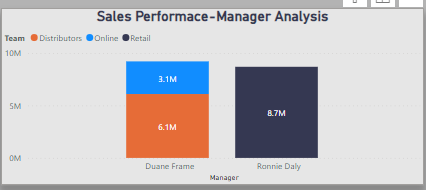 Sales Performace-Manager Analysis
Team Distributors Online Retail
10M
5M
0M
3.1M
6.1M
8.7M
Duane Frame Ronnie Daly
Manager